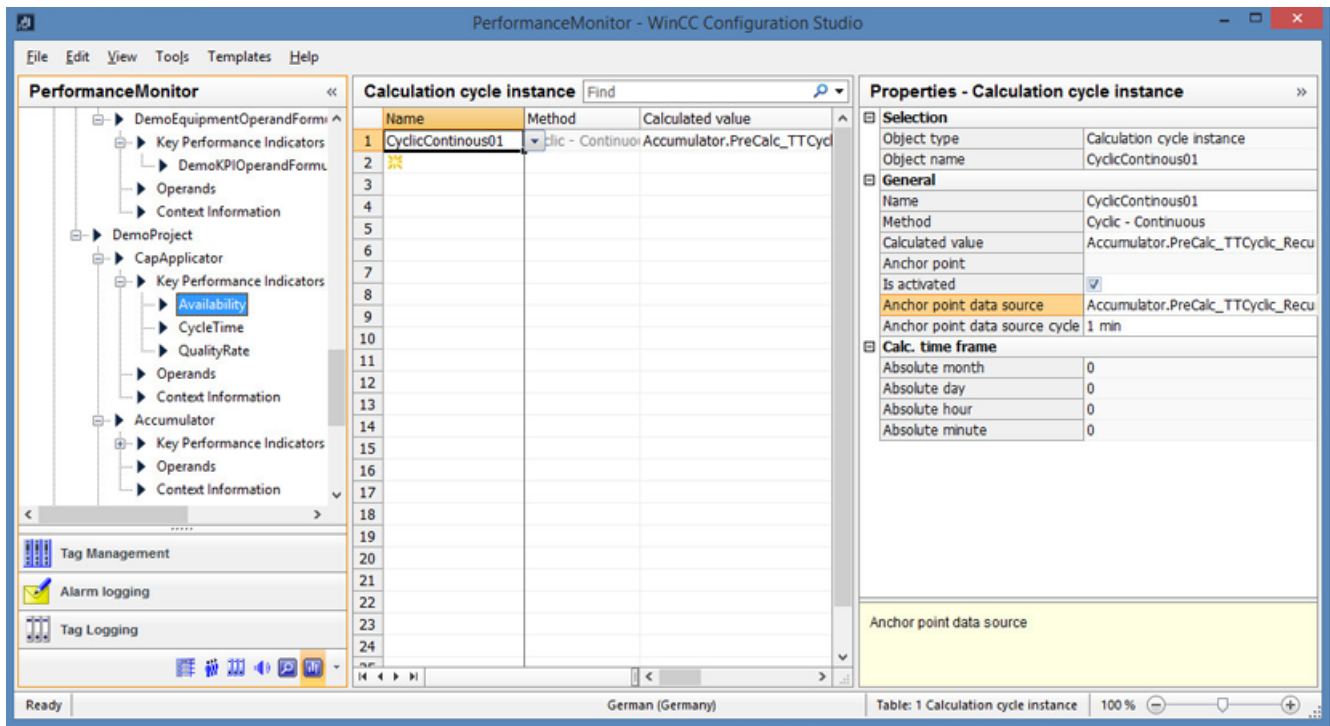 PerformanceMonitor - WinCC Configuration Studio
File Edit View Tools Templates Help
PerformanceMonitor «
DemoEquipmentOperandFormu
Key Performance Indicators
DemoKPIOperandFormu
Operands
Context Information
DemoProject
CapApplicator
Key Performance Indicators
Availability
CycleTime
QualityRate
Operands
Context Information
Accumulator
Key Performance Indicators
Operands
Context Information
Tag Management
Alarm logging
Tag Logging
Calculation cycle instance Find
Name Method Calculated value
1 CyclicContinous01 clic - Continuo Accumulator.PreCalc_TTCycl
2
3
4
5
6
7
8
9
10
11
12
13
14
15
16
17
18
19
20
21
22
23
24
Properties - Calculation cycle instance »
Selection
Object type Calculation cycle instance
Object name CyclicContinous01
General
Name CyclicContinous01
Method Cyclic - Continuous
Calculated value Accumulator.PreCalc_TTCyclic_Recu
Anchor point
Is activated
Anchor point data source Accumulator.PreCalc_TTCyclic_Recu
Anchor point data source cycle 1 min
Calc. time frame
Absolute month 0
Absolute day 0
Absolute hour 0
Absolute minute 0
Anchor point data source
Ready German (Germany) Table: 1 Calculation cycle instance 100 %